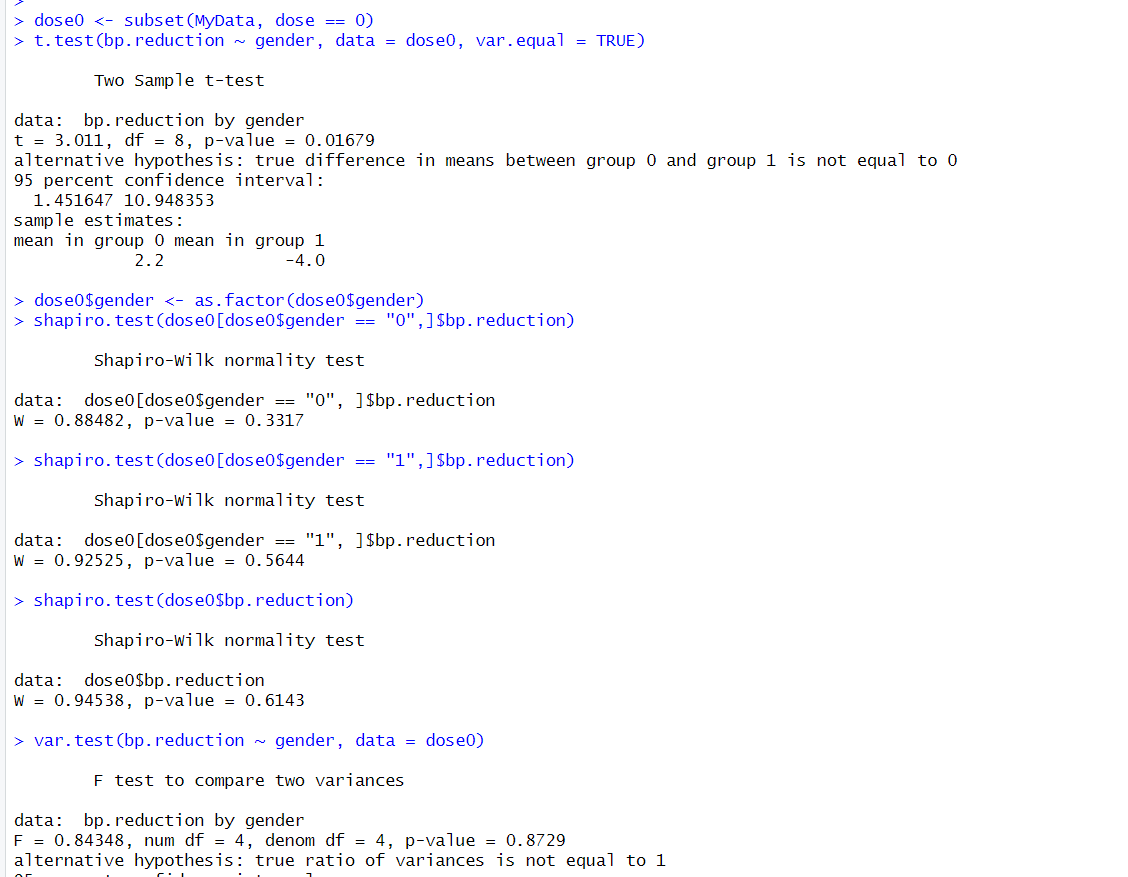 >
> dose0 <- subset(MyData, dose == 0)
> t.test(bp.reduction ~ gender, data = dose0, var.equal = TRUE)
Two Sample t-test
data:  bp.reduction by gender
t = 3.011, df = 8, p-value = 0.01679
alternative hypothesis: true difference in means between group 0 and group 1 is not equal to 0
95 percent confidence interval:
1.451647 10.948353
sample estimates:
mean in group 0 mean in group 1
2.2            -4.0
> dose0$gender <- as.factor(dose0$gender)
> shapiro.test(dose0[dose0$gender == "0",]$bp.reduction)
Shapiro-Wilk normality test
data:  dose0[dose0$gender == "0", ]$bp.reduction
W = 0.88482, p-value = 0.3317
> shapiro.test(dose0[dose0$gender == "1",]$bp.reduction)
Shapiro-Wilk normality test
data:  dose0[dose0$gender == "1", ]$bp.reduction
W = 0.92525, p-value = 0.5644
> shapiro.test(dose0$bp.reduction)
Shapiro-Wilk normality test
data:  dose0$bp.reduction
W = 0.94538, p-value = 0.6143
> var.test(bp.reduction ~ gender, data = dose0)
F test to compare two variances
data:  bp.reduction by gender
F = 0.84348, num df = 4, denom df = 4, p-value = 0.8729
alternative hypothesis: true ratio of variances is not equal to 1